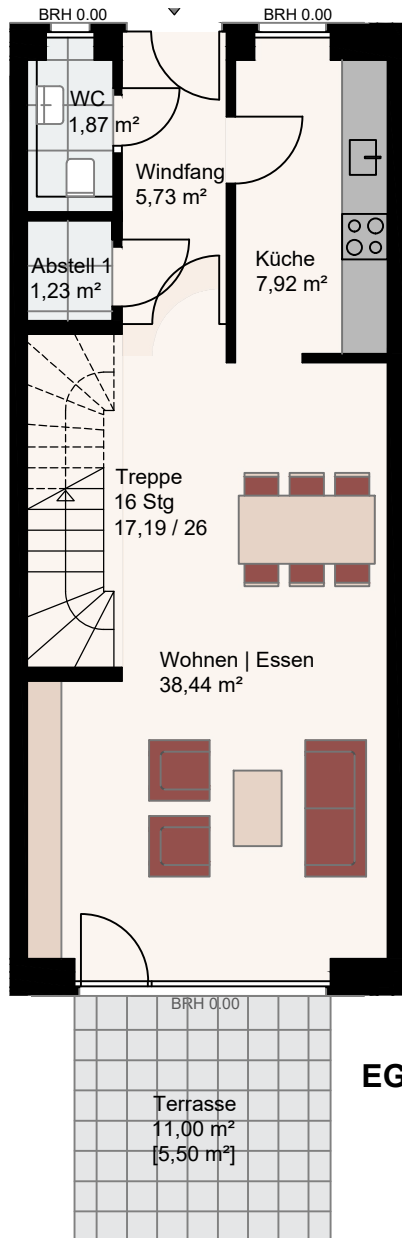 BRH 0.00
BRH 0.00
WC
1,87 m²
Windfang
5,73 m²
Abstell 1
1,23 m²
Küche
7,92 m²
Treppe
16 Stg
17,19 / 26
Wohnen | Essen
38,44 m²
BRH 0.00
EG
Terrasse
11,00 m²
[5,50 m²]